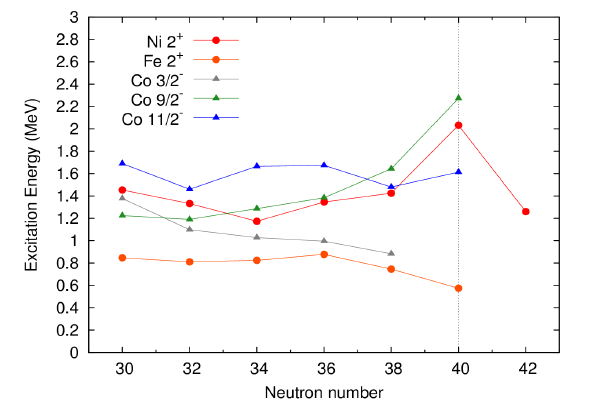 3
2.8
2.6
2.4
2.2
2
1.8
1.6
1.4
1.2
1
0.8
0.6
0.4
0.2
0
Excitation Energy (MeV)
Ni 2⁺
Fe 2⁺
Co 3/2⁻
Co 9/2⁻
Co 11/2⁻
30 32 34 36 38 40 42
Neutron number